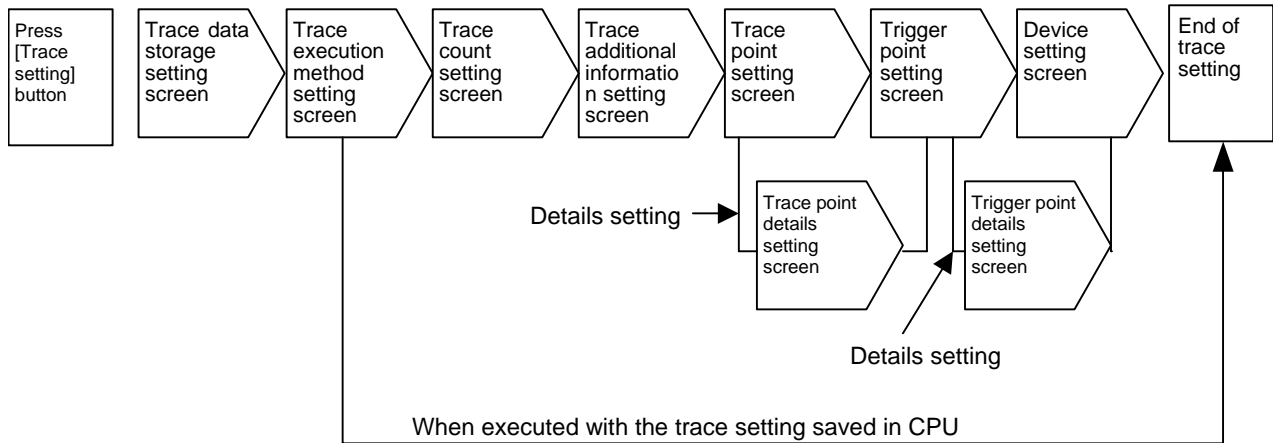 Press
[Trace
setting]
button
Trace data
storage
setting
screen
Trace
execution
method
setting
screen
Trace
count
setting
screen
Trace
additional
informatio
n setting
screen
Trace
point
setting
screen
Trigger
point
setting
screen
Device
setting
screen
End of
trace
setting
Details setting
Trace point
details
setting
screen
Trigger point
details
setting
screen
Details setting
When executed with the trace setting saved in CPU